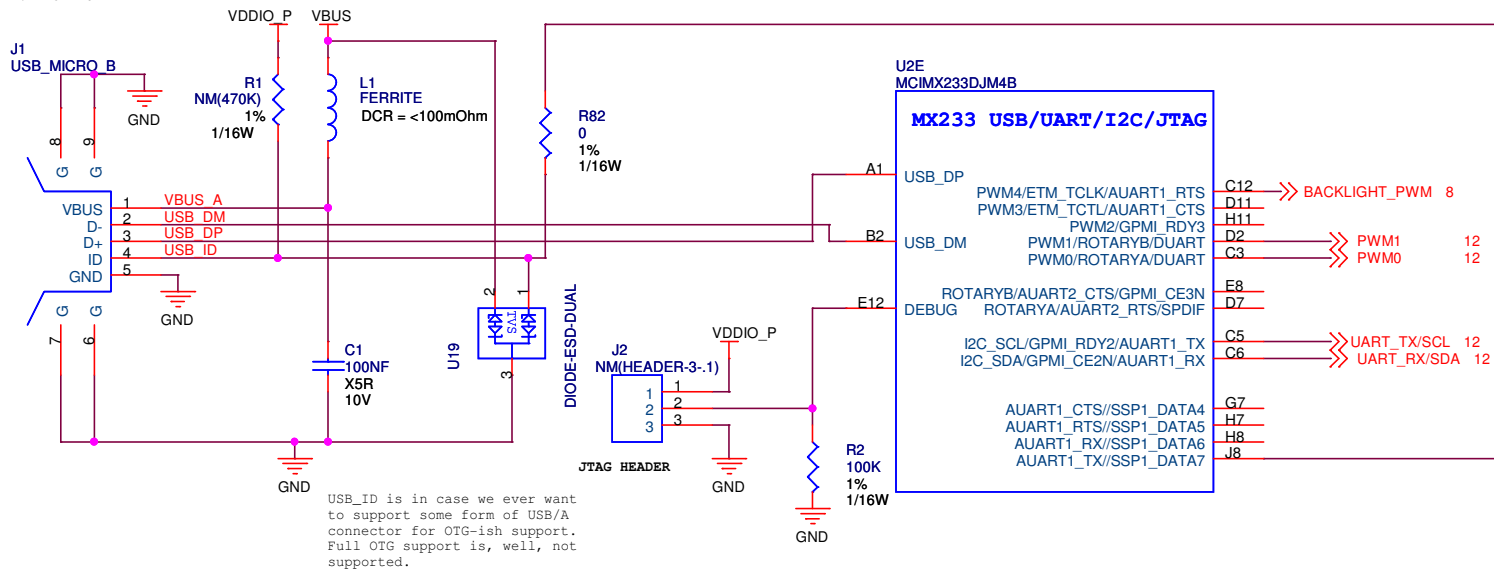 VDDIO_P
VBUS
J1
USB_MICRO_B
GND
R1
NM(470K)
1%
1/16W
L1
FERRITE
DCR = <100mOhm
R82
0
1%
1/16W
U2E
MCIMX233DJM4B
MX233 USB/UART/I2C/JTAG
8
9
G
G
VBUS
1
VBUS_A
D-
2
USB_DM
D+
3
USB_DP
ID
4
USB_ID
GND
5
GND
G
G
7
6
A1
USB_DP
B2
USB_DM
E12
DEBUG
PWM4/ETM_TCLK/AUART1_RTS
C12
BACKLIGHT_PWM 8
PWM3/ETM_TCTL/AUART1_CTS
D11
PWM2/GPMI_RDY3
H11
PWM1/ROTARYB/DUART
D2
PWM1 12
PWM0/ROTARYA/DUART
C3
PWM0 12
ROTARYB/AUART2_CTS/GPMI_CE3N
E8
ROTARYA/AUART2_RTS/SPDIF
D7
I2C_SCL/GPMI_RDY2/AUART1_TX
C5
UART_TX/SCL 12
I2C_SDA/GPMI_CE2N/AUART1_RX
C6
UART_RX/SDA 12
AUART1_CTS//SSP1_DATA4
G7
AUART1_RTS//SSP1_DATA5
H7
AUART1_RX//SSP1_DATA6
H8
AUART1_TX//SSP1_DATA7
J8
2
1
TVS
3
U19
DIODE-ESD-DUAL
C1
100NF
X5R
10V
GND
VDDIO_P
J2
NM(HEADER-3-.1)
1
1
2
2
3
3
JTAG HEADER
GND
R2
100K
1%
1/16W
GND
USB_ID is in case we ever want
to support some form of USB/A
connector for OTG-ish support.
Full OTG support is, well, not
supported.